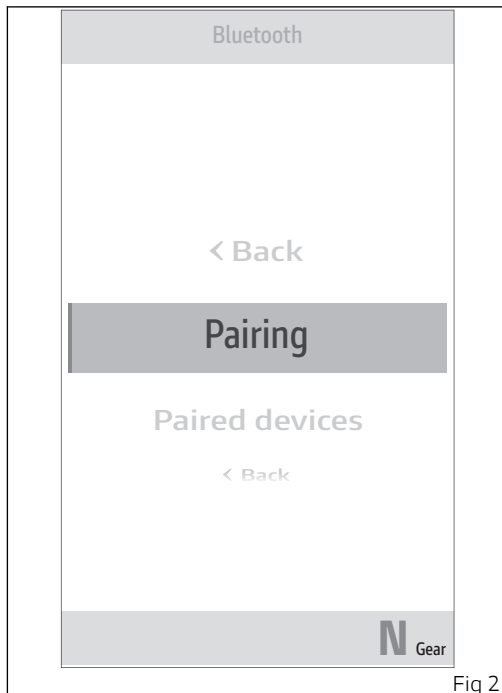 Bluetooth
< Back
Pairing
Paired devices
< Back
N Gear
Fig 2